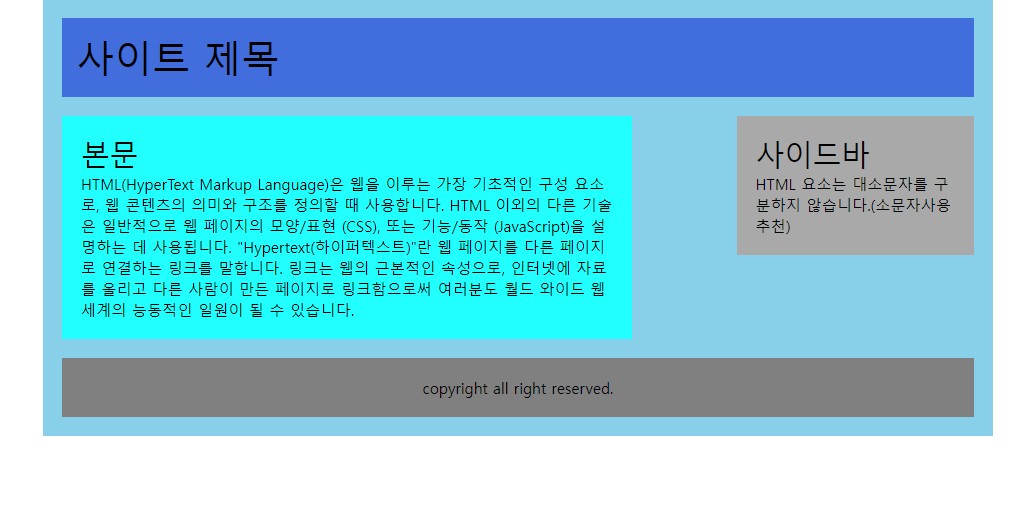 사이트 제목
본문
HTML(HyperText Markup Language)은 웹을 이루는 가장 기초적인 구성 요소
로, 웹 콘텐츠의 의미와 구조를 정의할 때 사용합니다. HTML 이외의 다른 기술
은 일반적으로 웹 페이지의 모양/표현 (CSS), 또는 기능/동작 (JavaScript)을 설
명하는 데 사용됩니다. "Hypertext(하이퍼텍스트)"란 웹 페이지를 다른 페이지
로 연결하는 링크를 말합니다. 링크는 웹의 근본적인 속성으로, 인터넷에 자료
를 올리고 다른 사람이 만든 페이지로 링크함으로써 여러분도 월드 와이드 웹
세계의 능동적인 일원이 될 수 있습니다.
사이드바
HTML 요소는 대소문자를 구
분하지 않습니다.(소문자사용
추천)
copyright all right reserved.